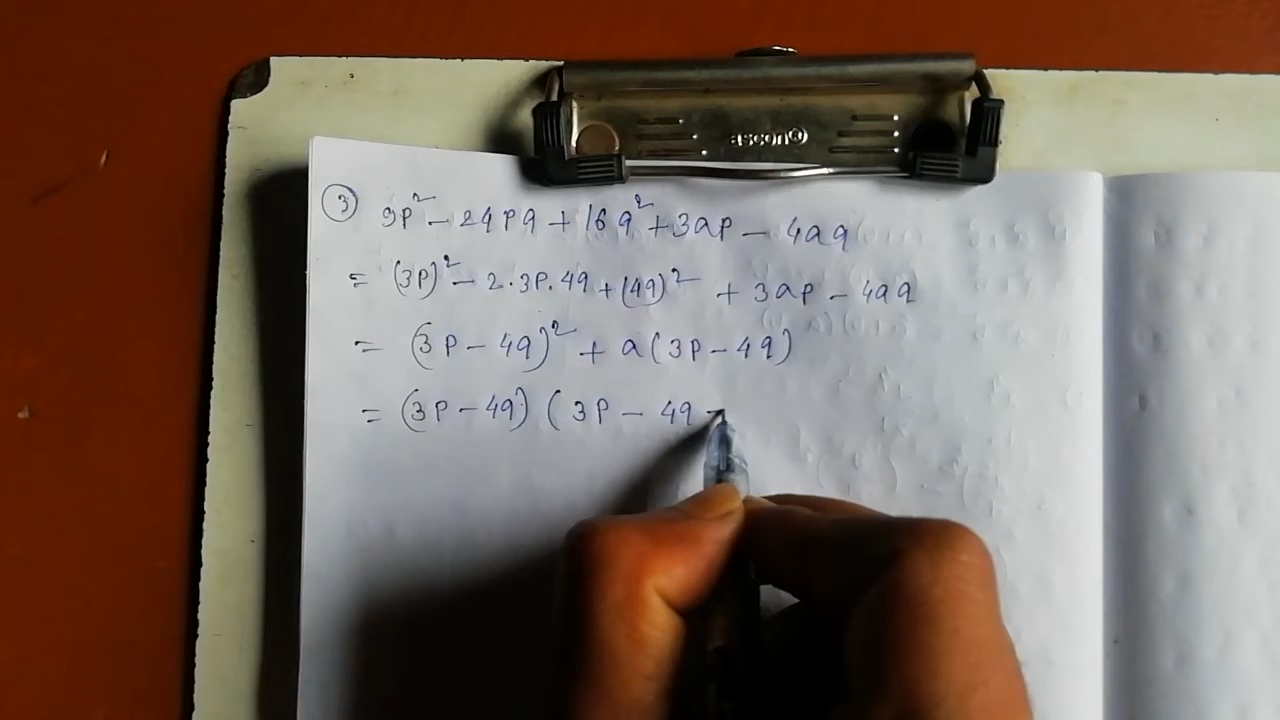 ascon®
③ 9p² - 24pq + 16q² + 3ap - 4aq
= (3p)² - 2·3p·4q + (4q)² + 3ap - 4aq
= (3p - 4q)² + a(3p - 4q)
= (3p - 4q) (3p - 4q -